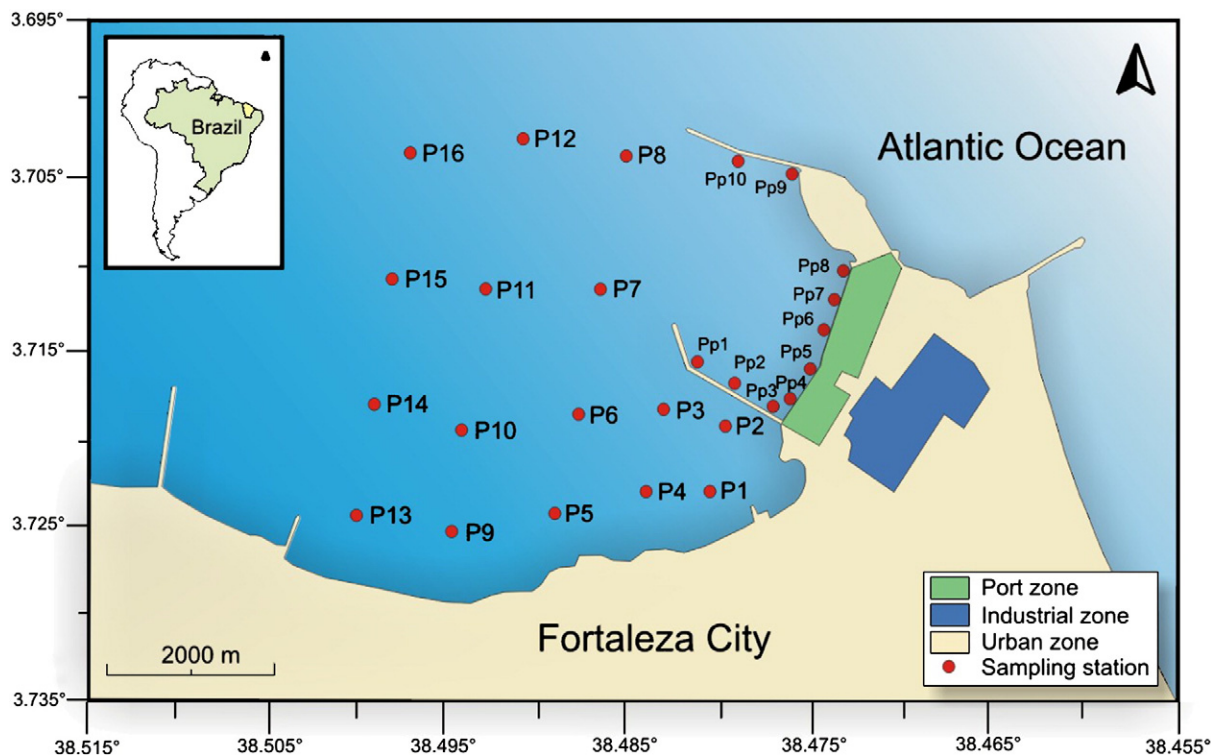 3.695°
3.705°
3.715°
3.725°
3.735°
Brazil
Atlantic Ocean
P16
P12
P8
Pp10
Pp9
P15
P11
P7
Pp8
Pp7
Pp6
Pp1
Pp2
Pp5
Pp3
Pp4
P14
P10
P6
P3
P2
P4
P1
P13
P9
P5
Fortaleza City
2000 m
Port zone
Industrial zone
Urban zone
Sampling station
38.515°
38.505°
38.495°
38.485°
38.475°
38.465°
38.455°